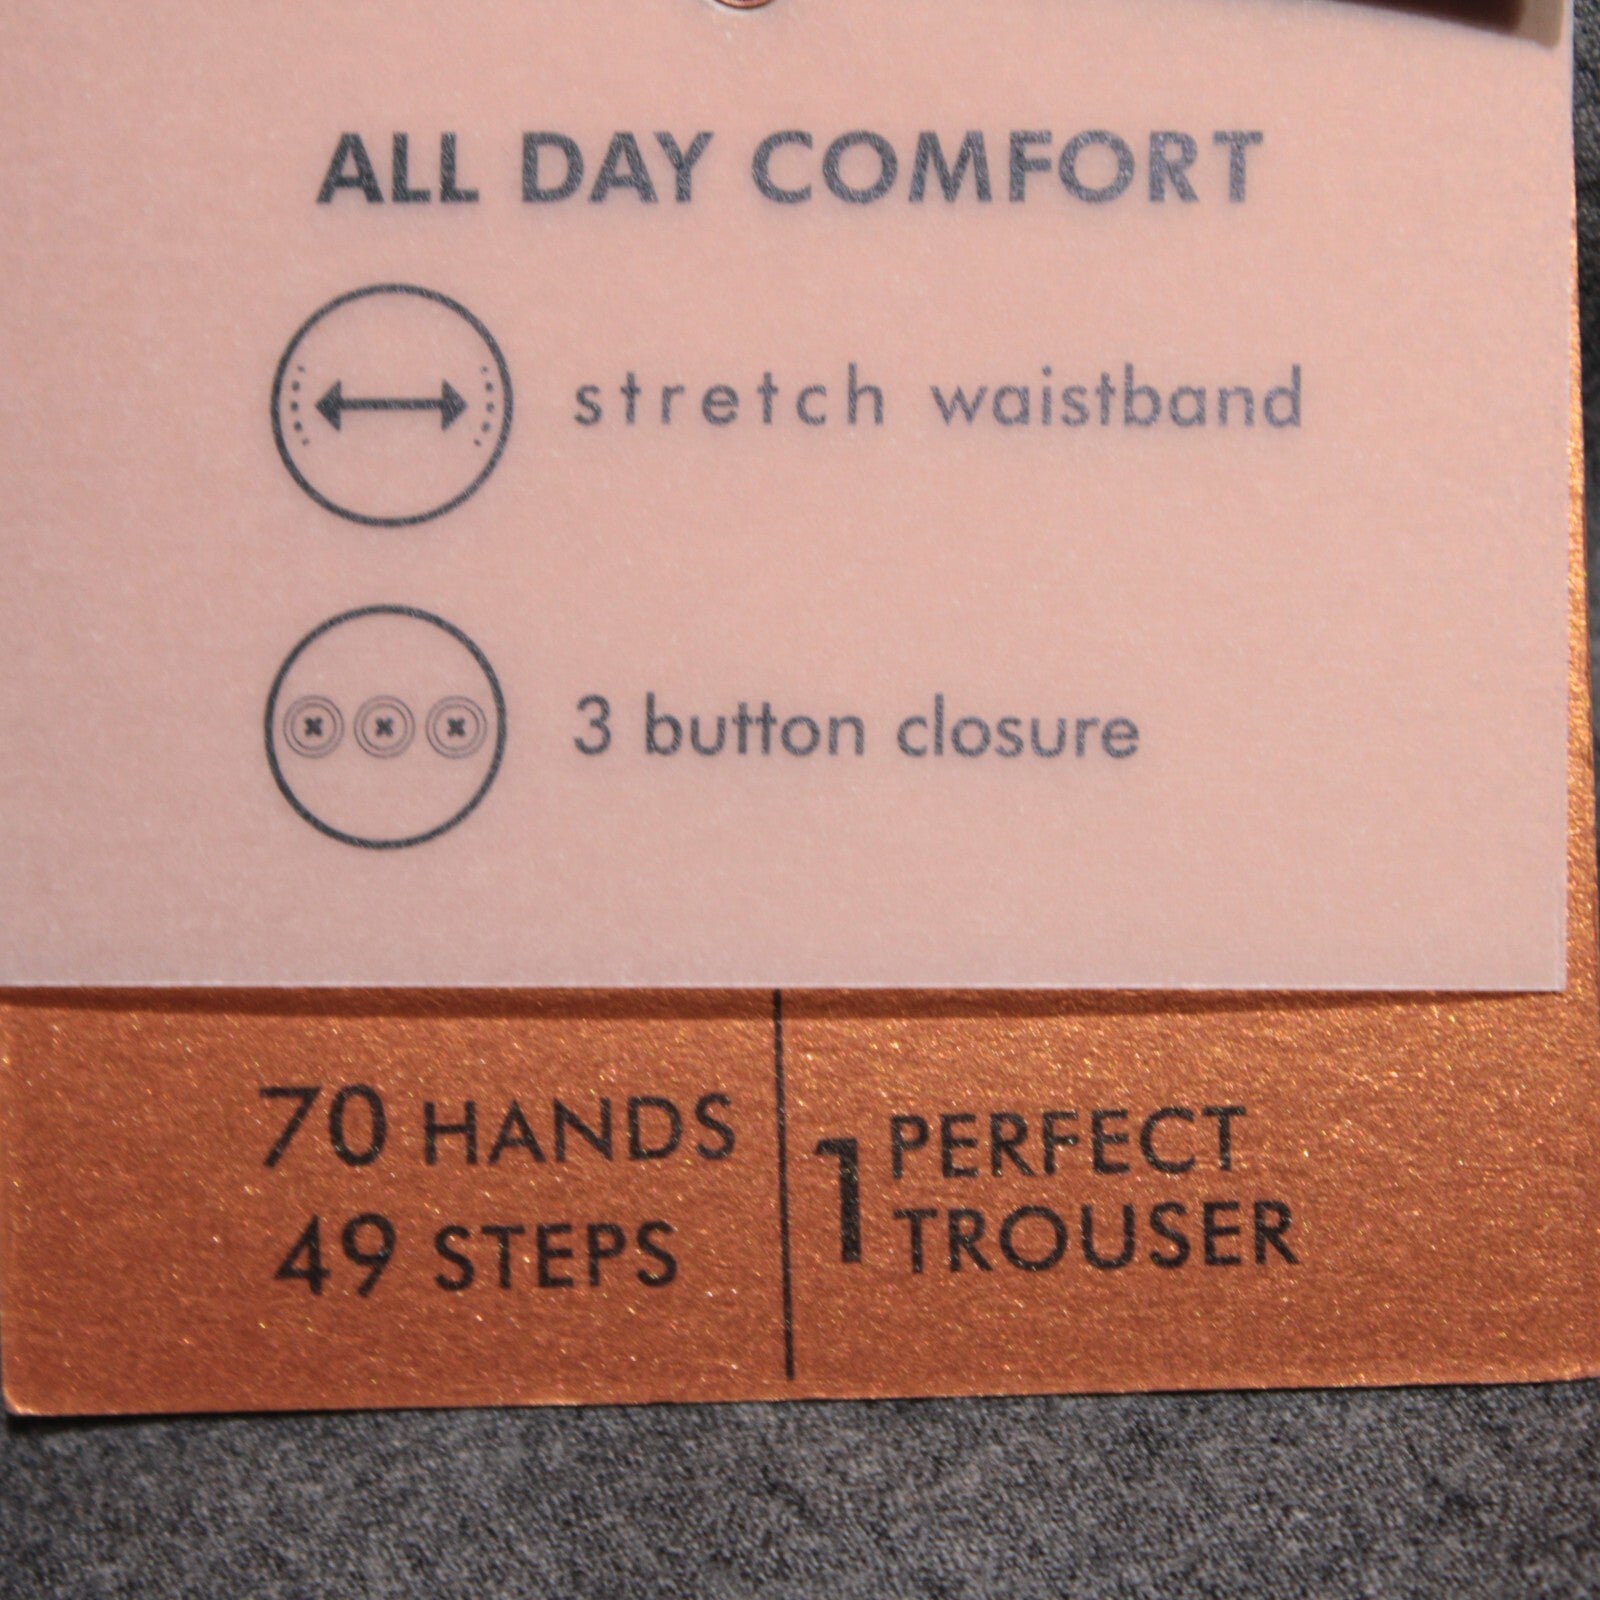 ALL DAY COMFORT
stretch waistband
3 button closure
70 HANDS
49 STEPS
1 PERFECT
TROUSER